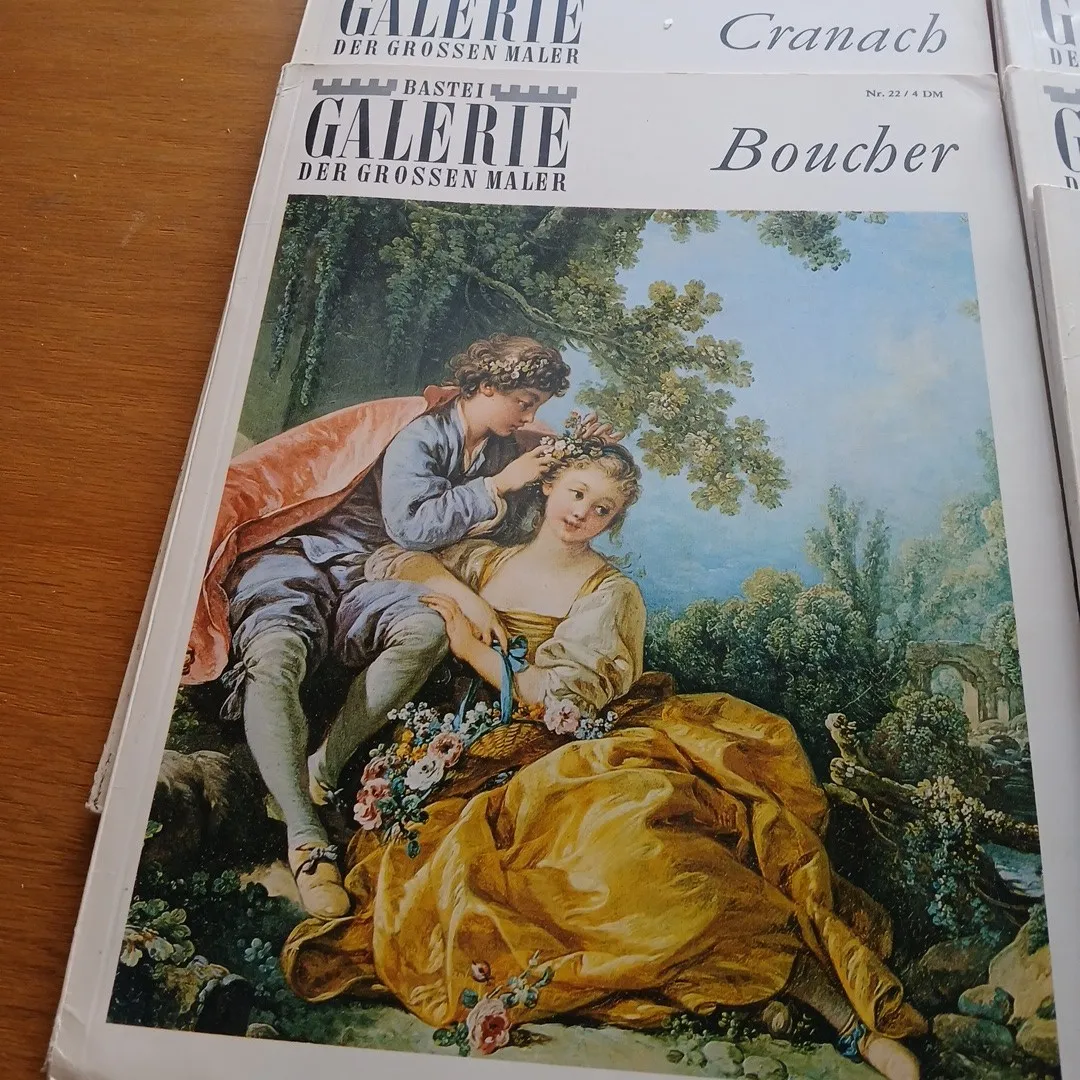 GALERIE
DER GROSSEN MALER
Cranach
BASTEI
GALERIE
DER GROSSEN MALER
Nr. 22 / 4 DM
Boucher